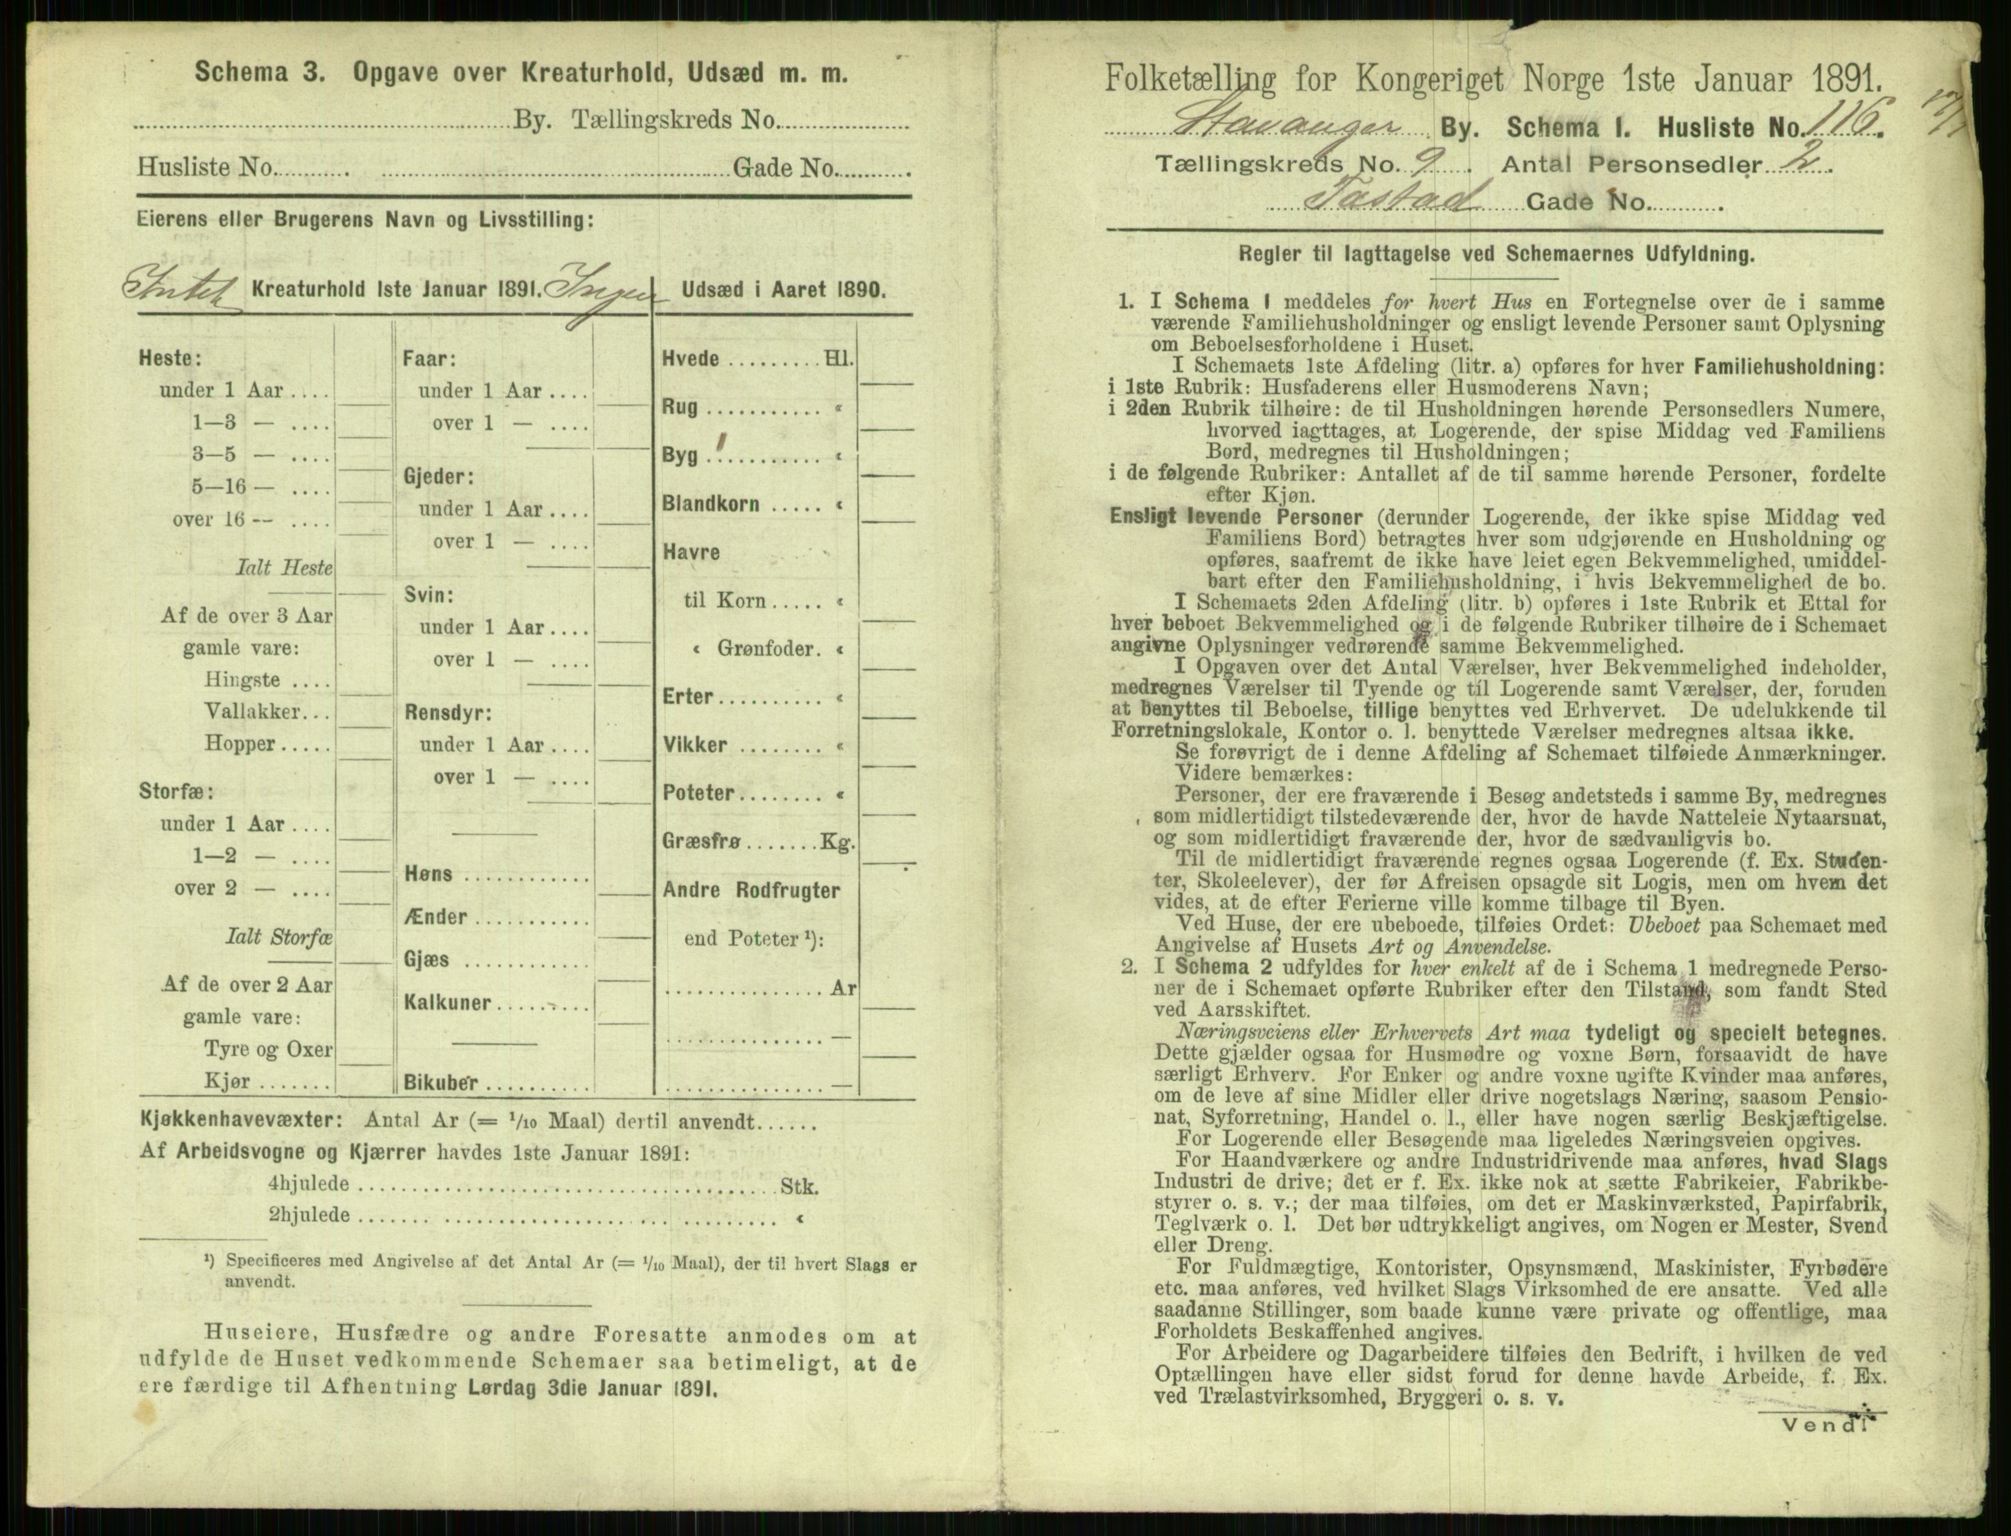 Schema 3. Opgave over Kreaturhold, Udsæd m. m.
By. Tællingskreds No.
Husliste No. Gade No.
Eierens eller Brugerens Navn og Livsstilling:
Kreaturhold 1ste Januar 1891. Ingen
Udsæd i Aaret 1890.
Heste:
under 1 Aar ....
1—3 — ....
3—5 — ....
5—16 — ....
over 16 -- ....
Ialt Heste
Af de over 3 Aar
gamle vare:
Hingste ....
Vallakker...
Hopper.....
Storfæ:
under 1 Aar ....
1—2 — ....
over 2 — ....
Ialt Storfæ
Af de over 2 Aar
gamle vare:
Tyre og Oxer
Kjør .......
Faar:
under 1 Aar ....
over 1 — ....
Gjeder:
under 1 Aar ....
over 1 — ....
Svin:
under 1 Aar....
over 1 — ....
Rensdyr:
under 1 Aar ....
over 1 — ....
Høns ............
Ænder ...........
Gjæs ............
Kalkuner.........
Bikuber ..........
Hvede ......... Hl.
Rug ........... «
Byg ........... «
Blandkorn ..... «
Havre
til Korn..... «
« Grønfoder. «
Erter.......... «
Vikker ........ «
Poteter........ «
Græsfrø.......Kg.
Andre Rodfrugter
end Poteter ¹):
............... Ar
............... —
............... —
Kjøkkenhavevæxter: Antal Ar (= 1/10 Maal) dertil anvendt......
Af Arbeidsvogne og Kjærrer havdes 1ste Januar 1891:
4hjulede ........................................ Stk.
2hjulede ........................................ «
¹) Specificeres med Angivelse af det Antal Ar (= 1/10 Maal), der til hvert Slags er
anvendt.
Huseiere, Husfædre og andre Foresatte anmodes om at
udfylde de Huset vedkommende Schemaer saa betimeligt, at de
ere færdige til Afhentning Lørdag 3die Januar 1891.
Folketælling for Kongeriget Norge 1ste Januar 1891.
Stavanger By. Schema 1. Husliste No. 116.
Tællingskreds No. 9. Antal Personsedler 2.
Tastad Gade No.
Regler til Iagttagelse ved Schemaernes Udfyldning.
1. I Schema 1 meddeles for hvert Hus en Fortegnelse over de i samme
værende Familiehusholdninger og ensligt levende Personer samt Oplysning
om Beboelsesforholdene i Huset.
I Schemaets 1ste Afdeling (litr. a) opføres for hver Familiehusholdning:
i 1ste Rubrik: Husfaderens eller Husmoderens Navn;
i 2den Rubrik tilhøire: de til Husholdningen hørende Personsedlers Numere,
hvorved iagttages, at Logerende, der spise Middag ved Familiens
Bord, medregnes til Husholdningen;
i de følgende Rubriker: Antallet af de til samme hørende Personer, fordelte
efter Kjøn.
Ensligt levende Personer (derunder Logerende, der ikke spise Middag ved
Familiens Bord) betragtes hver som udgjørende en Husholdning og
opføres, saafremt de ikke have leiet egen Bekvemmelighed, umiddel-
bart efter den Familiehusholdning, i hvis Bekvemmelighed de bo.
I Schemaets 2den Afdeling (litr. b) opføres i 1ste Rubrik et Ettal for
hver beboet Bekvemmelighed og i de følgende Rubriker tilhøire de i Schemaet
angivne Oplysninger vedrørende samme Bekvemmelighed.
I Opgaven over det Antal Værelser, hver Bekvemmelighed indeholder,
medregnes Værelser til Tyende og til Logerende samt Værelser, der, foruden
at benyttes til Beboelse, tillige benyttes ved Erhvervet. De udelukkende til
Forretningslokale, Kontor o. l. benyttede Værelser medregnes altsaa ikke.
Se forøvrigt de i denne Afdeling af Schemaet tilføiede Anmærkninger.
Videre bemærkes:
Personer, der ere fraværende i Besøg andetsteds i samme By, medregnes
som midlertidigt tilstedeværende der, hvor de havde Natteleie Nytaarsnat,
og som midlertidigt fraværende der, hvor de sædvanligvis bo.
Til de midlertidigt fraværende regnes ogsaa Logerende (f. Ex. Studen-
ter, Skoleelever), der før Afreisen opsagde sit Logis, men om hvem det
vides, at de efter Ferierne ville komme tilbage til Byen.
Ved Huse, der ere ubeboede, tilføies Ordet: Ubeboet paa Schemaet med
Angivelse af Husets Art og Anvendelse.
2. I Schema 2 udfyldes for hver enkelt af de i Schema 1 medregnede Perso-
ner de i Schemaet opførte Rubriker efter den Tilstand, som fandt Sted
ved Aarsskiftet.
Næringsveiens eller Erhvervets Art maa tydeligt og specielt betegnes.
Dette gjælder ogsaa for Husmødre og voxne Børn, forsaavidt de have
særligt Erhverv. For Enker og andre voxne ugifte Kvinder maa anføres,
om de leve af sine Midler eller drive nogetslags Næring, saasom Pensio-
nat, Syforretning, Handel o. l., eller have nogen særlig Beskjæftigelse.
For Logerende eller Besøgende maa ligeledes Næringsveien opgives.
For Haandværkere og andre Industridrivende maa anføres, hvad Slags
Industri de drive; det er f. Ex. ikke nok at sætte Fabrikeier, Fabrikbe-
styrer o. s. v.; der maa tilføies, om det er Maskinværksted, Papirfabrik,
Teglværk o. l. Det bør udtrykkeligt angives, om Nogen er Mester, Svend
eller Dreng.
For Fuldmægtige, Kontorister, Opsynsmænd, Maskinister, Fyrbødere
etc. maa anføres, ved hvilket Slags Virksomhed de ere ansatte. Ved alle
saadanne Stillinger, som baade kunne være private og offentlige, maa
Forholdets Beskaffenhed angives.
For Arbeidere og Dagarbeidere tilføies den Bedrift, i hvilken de ved
Optællingen have eller sidst forud for denne havde Arbeide, f. Ex.
ved Trælastvirksomhed, Bryggeri o. s. v.
Vend!